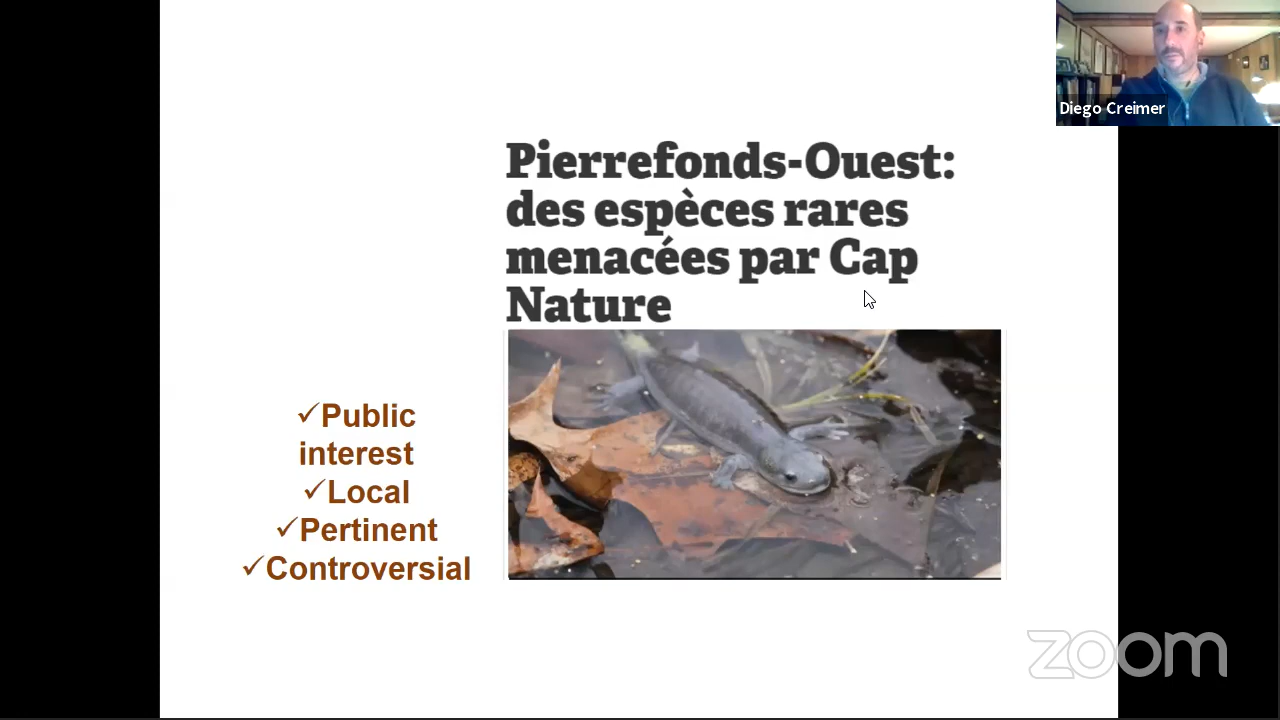 Diego Creimer
Pierrefonds-Ouest:
des espèces rares
menacées par Cap
Nature
✓Public
interest
✓Local
✓Pertinent
✓Controversial
zoom